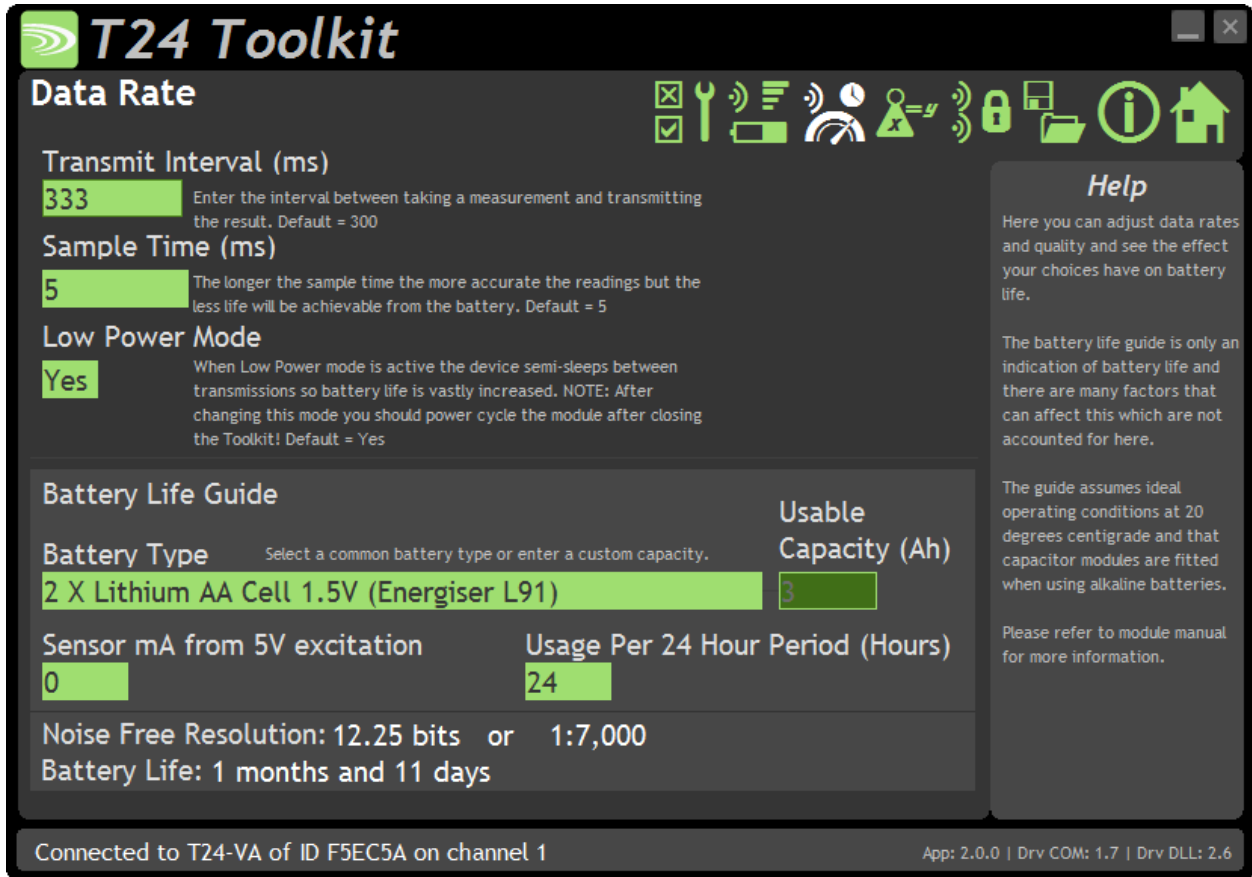 T24 Toolkit
Data Rate
x=y
Transmit Interval (ms)
333
Enter the interval between taking a measurement and transmitting
the result. Default = 300
Sample Time (ms)
5
The longer the sample time the more accurate the readings but the
less life will be achievable from the battery. Default = 5
Low Power Mode
Yes
When Low Power mode is active the device semi-sleeps between
transmissions so battery life is vastly increased. NOTE: After
changing this mode you should power cycle the module after closing
the Toolkit! Default = Yes
Battery Life Guide
Battery Type
Select a common battery type or enter a custom capacity.
Usable
Capacity (Ah)
2 X Lithium AA Cell 1.5V (Energiser L91)
3
Sensor mA from 5V excitation
0
Usage Per 24 Hour Period (Hours)
24
Noise Free Resolution: 12.25 bits or 1:7,000
Battery Life: 1 months and 11 days
Help
Here you can adjust data rates
and quality and see the effect
your choices have on battery
life.
The battery life guide is only an
indication of battery life and
there are many factors that
can affect this which are not
accounted for here.
The guide assumes ideal
operating conditions at 20
degrees centigrade and that
capacitor modules are fitted
when using alkaline batteries.
Please refer to module manual
for more information.
Connected to T24-VA of ID F5EC5A on channel 1
App: 2.0.0 | Drv COM: 1.7 | Drv DLL: 2.6